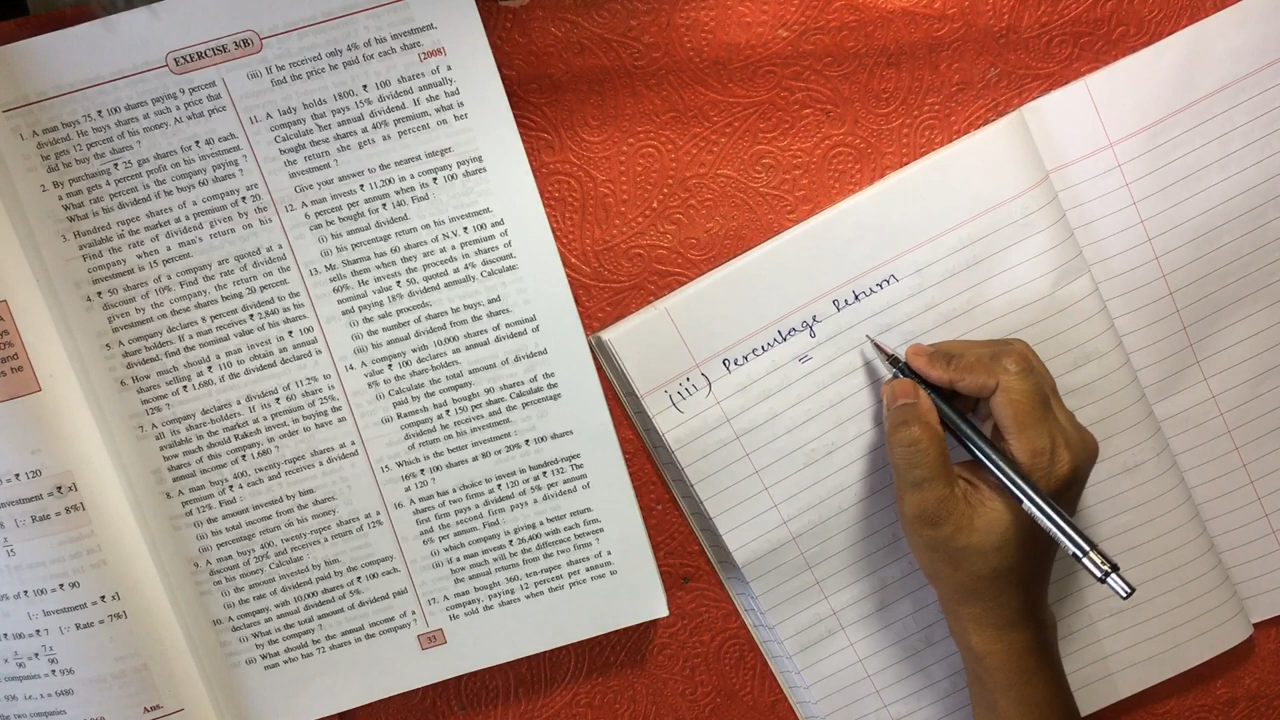 EXERCISE 3(B)
1. A man buys 75, ₹ 100 shares paying 9 percent
dividend. He buys shares at such a price that
he gets 12 percent of his money. At what price
did he buy the shares ?
2. By purchasing ₹ 25 gas shares for ₹ 40 each,
a man gets 4 percent profit on his investment.
What rate percent is the company paying ?
What is his dividend if he buys 60 shares ?
3. Hundred rupee shares of a company are
available in the market at a premium of ₹ 20.
Find the rate of dividend given by the
company when a man's return on his
investment is 15 percent.
4. ₹ 50 shares of a company are quoted at a
discount of 10%. Find the rate of dividend
given by the company, the return on the
investment on these shares being 20 percent.
5. A company declares 8 percent dividend to the
share holders. If a man receives ₹ 2,840 as his
dividend, find the nominal value of his shares.
6. How much should a man invest in ₹ 100
shares selling at ₹ 110 to obtain an annual
income of ₹ 1,680, if the dividend declared is
12% ?
7. A company declares a dividend of 11.2% to
all its share-holders. If its ₹ 60 share is
available in the market at a premium of 25%,
how much should Rakesh invest, in buying the
shares of this company, in order to have an
annual income of ₹ 1,680 ?
8. A man buys 400, twenty-rupee shares at a
premium of ₹ 4 each and receives a dividend
of 12%. Find :
(i) the amount invested by him.
(ii) his total income from the shares.
(iii) percentage return on his money.
9. A man buys 400, twenty-rupee shares at a
discount of 20% and receives a return of 12%
on his money. Calculate :
(i) the amount invested by him.
(ii) the rate of dividend paid by the company.
10. A company, with 10,000 shares of ₹ 100 each,
declares an annual dividend of 5%.
(i) What is the total amount of dividend paid
by the company ?
(ii) What should be the annual income of a
man who has 72 shares in the company ?
(iii) If he received only 4% of his investment,
find the price he paid for each share.
[2008]
11. A lady holds 1800, ₹ 100 shares of a
company that pays 15% dividend annually.
Calculate her annual dividend. If she had
bought these shares at 40% premium, what is
the return she gets as percent on her
investment ?
Give your answer to the nearest integer.
12. A man invests ₹ 11,200 in a company paying
6 percent per annum when its ₹ 100 shares
can be bought for ₹ 140. Find :
(i) his annual dividend.
(ii) his percentage return on his investment.
13. Mr. Sharma has 60 shares of N.V. ₹ 100 and
sells them when they are at a premium of
60%. He invests the proceeds in shares of
nominal value ₹ 50, quoted at 4% discount,
and paying 18% dividend annually. Calculate:
(i) the sale proceeds;
(ii) the number of shares he buys; and
(iii) his annual dividend from the shares.
14. A company with 10,000 shares of nominal
value ₹ 100 declares an annual dividend of
8% to the share-holders.
(i) Calculate the total amount of dividend
paid by the company.
(ii) Ramesh had bought 90 shares of the
company at ₹ 150 per share. Calculate the
dividend he receives and the percentage
of return on his investment.
15. Which is the better investment :
16% ₹ 100 shares at 80 or 20% ₹ 100 shares
at 120 ?
16. A man has a choice to invest in hundred-rupee
shares of two firms at ₹ 120 or at ₹ 132. The
first firm pays a dividend of 5% per annum
and the second firm pays a dividend of
6% per annum. Find :
(i) which company is giving a better return.
(ii) if a man invests ₹ 26,400 with each firm,
how much will be the difference between
the annual returns from the two firms ?
17. A man bought 360, ten-rupee shares of a
company, paying 12 percent per annum.
He sold the shares when their price rose to
33
and
s he
= ₹ 120
nvestment = ₹ x]
[∵ Rate = 8%]
x
15
% of ₹ 100 = ₹ 90
[∵ Investment = ₹ x]
₹ 100 = ₹ 7 [∵ Rate = 7%]
× x/90 = ₹ 7x/90
companies = ₹ 936
936 i.e., x = 6480
Ans.
the two companies
(iii) Percentage Return
=